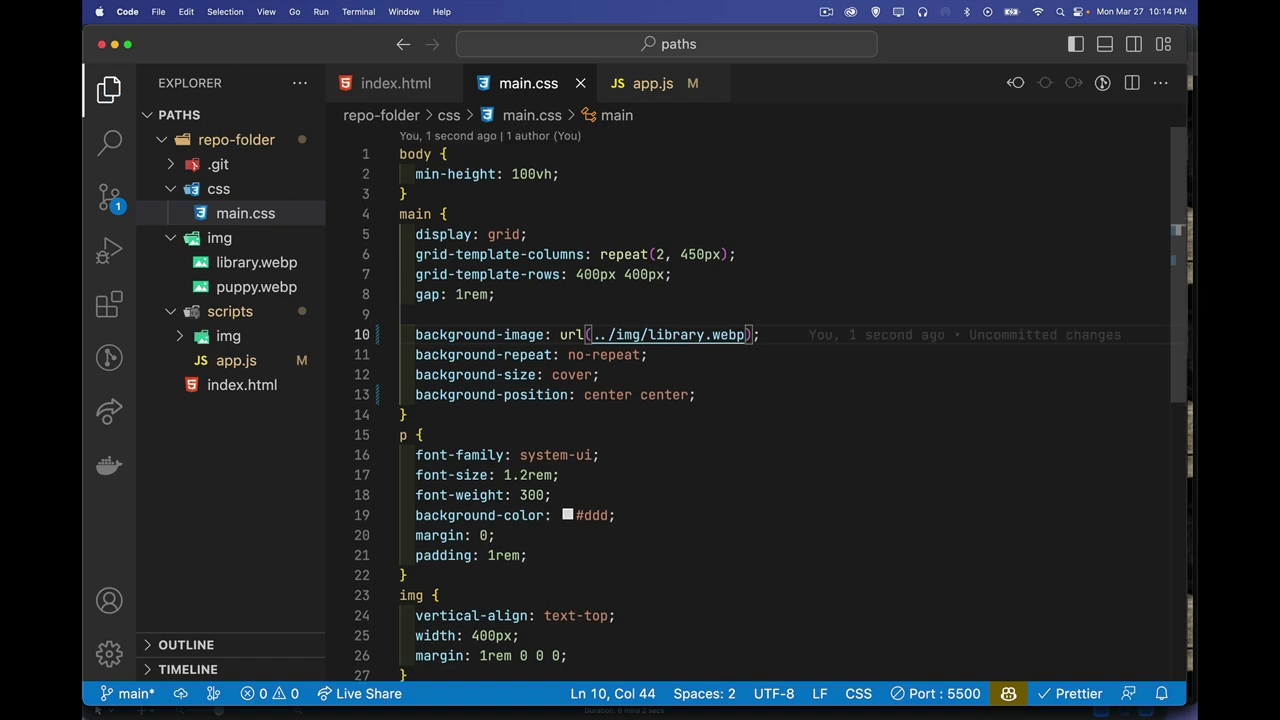 Code File Edit Selection View Go Run Terminal Window Help Mon Mar 27 10:14 PM
paths
EXPLORER
index.html main.css app.js M
PATHS
repo-folder css main.css main
repo-folder
.git
css
main.css
img
library.webp
puppy.webp
scripts
img
app.js M
index.html
OUTLINE
TIMELINE
You, 1 second ago | 1 author (You)
1 body {
2 min-height: 100vh;
3 }
4 main {
5 display: grid;
6 grid-template-columns: repeat(2, 450px);
7 grid-template-rows: 400px 400px;
8 gap: 1rem;
9
10 background-image: url(../img/library.webp); You, 1 second ago • Uncommitted changes
11 background-repeat: no-repeat;
12 background-size: cover;
13 background-position: center center;
14 }
15 p {
16 font-family: system-ui;
17 font-size: 1.2rem;
18 font-weight: 300;
19 background-color: #ddd;
20 margin: 0;
21 padding: 1rem;
22 }
23 img {
24 vertical-align: text-top;
25 width: 400px;
26 margin: 1rem 0 0 0;
27 }
1
main* 0 0 Live Share Ln 10, Col 44 Spaces: 2 UTF-8 LF CSS Port : 5500 Prettier
Duration: 6 mins 2 secs